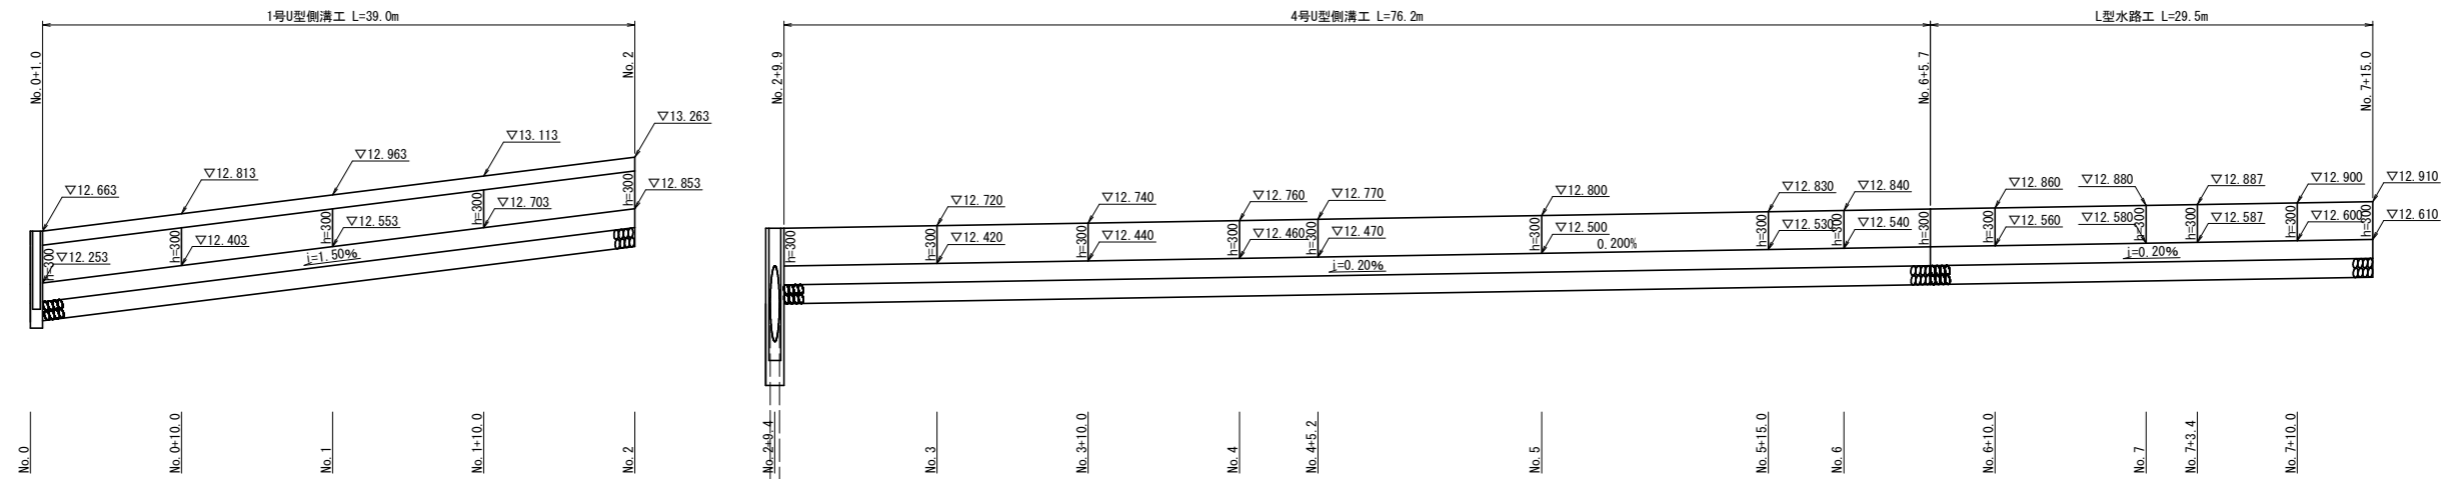 1号U型側溝工 L=39.0m
4号U型側溝工 L=76.2m
L型水路工 L=29.5m
No.0+1.0
No.2
No.2+9.9
No.6+5.7
No.7+15.0
▽12.663
▽12.813
▽12.963
▽13.113
▽13.263
▽12.253
▽12.403
▽12.553
▽12.703
▽12.853
h=300
h=300
h=300
h=300
h=300
i=1.50%
▽12.720
▽12.740
▽12.760
▽12.770
▽12.800
▽12.830
▽12.840
▽12.860
▽12.880
▽12.887
▽12.900
▽12.910
h=300
h=300
h=300
h=300
h=300
h=300
h=300
h=300
h=300
h=300
h=300
h=300
h=300
h=300
▽12.420
▽12.440
▽12.460
▽12.470
▽12.500
▽12.530
▽12.540
▽12.560
▽12.580
▽12.587
▽12.600
▽12.610
0.200%
i=0.20%
i=0.20%
No.0
No.0+10.0
No.1
No.1+10.0
No.2
No.2+9.4
No.3
No.3+10.0
No.4
No.4+5.2
No.5
No.5+15.0
No.6
No.6+10.0
No.7
No.7+3.4
No.7+10.0